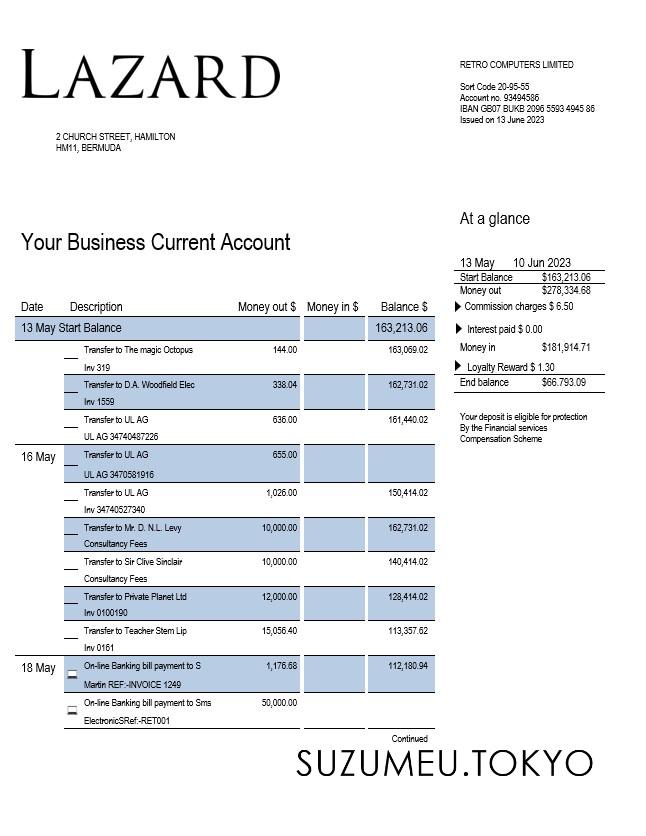 LAZARD
RETRO COMPUTERS LIMITED
Sort Code 20-95-55
Account no. 93494586
IBAN GB07 BUKB 2096 5593 4945 86
Issued on 13 June 2023
2 CHURCH STREET, HAMILTON
HM11, BERMUDA
At a glance
Your Business Current Account
13 May 10 Jun 2023
Start Balance $163,213.06
Money out $278,334.68
Commission charges $ 6.50
Interest paid $ 0.00
Money in $181,914.71
Loyalty Reward $ 1.30
End balance $66.793.09
Your deposit is eligible for protection
By the Financial services
Compensation Scheme
Date Description Money out $ Money in $ Balance $
13 May Start Balance 163,213.06
Transfer to The magic Octopus 144.00 163,069.02
Inv 319
Transfer to D.A. Woodfield Elec 338.04 162,731.02
Inv 1559
Transfer to UL AG 636.00 161,440.02
UL AG 34740487226
16 May Transfer to UL AG 655.00
UL AG 3470581916
Transfer to UL AG 1,026.00 150,414.02
Inv 34740527340
Transfer to Mr. D. N.L. Levy 10,000.00 162,731.02
Consultancy Fees
Transfer to Sir Clive Sinclair 10,000.00 140,414.02
Consultancy Fees
Transfer to Private Planet Ltd 12,000.00 128,414.02
Inv 0100190
Transfer to Teacher Stem Lip 15,056.40 113,357.62
Inv 0161
18 May On-line Banking bill payment to S 1,176.68 112,180.94
Martin REF:-INVOICE 1249
On-line Banking bill payment to Sms 50,000.00
ElectronicSRef:-RET001
Continued
SUZUMEU.TOKYO